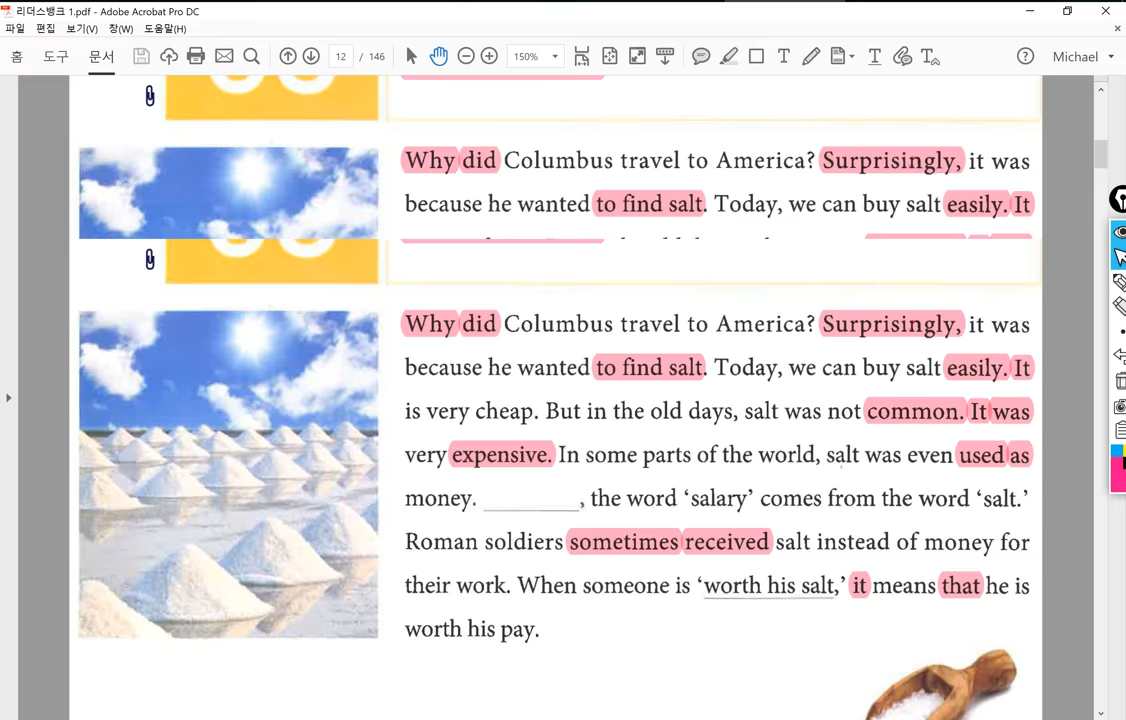 리더스뱅크 1.pdf - Adobe Acrobat Pro DC
파일 편집 보기(V) 창(W) 도움말(H)
홈 도구 문서 12 / 146 150% Michael
Why did Columbus travel to America? Surprisingly, it was
because he wanted to find salt. Today, we can buy salt easily. It
Why did Columbus travel to America? Surprisingly, it was
because he wanted to find salt. Today, we can buy salt easily. It
is very cheap. But in the old days, salt was not common. It was
very expensive. In some parts of the world, salt was even used as
money. ________, the word ‘salary’ comes from the word ‘salt.’
Roman soldiers sometimes received salt instead of money for
their work. When someone is ‘worth his salt,’ it means that he is
worth his pay.